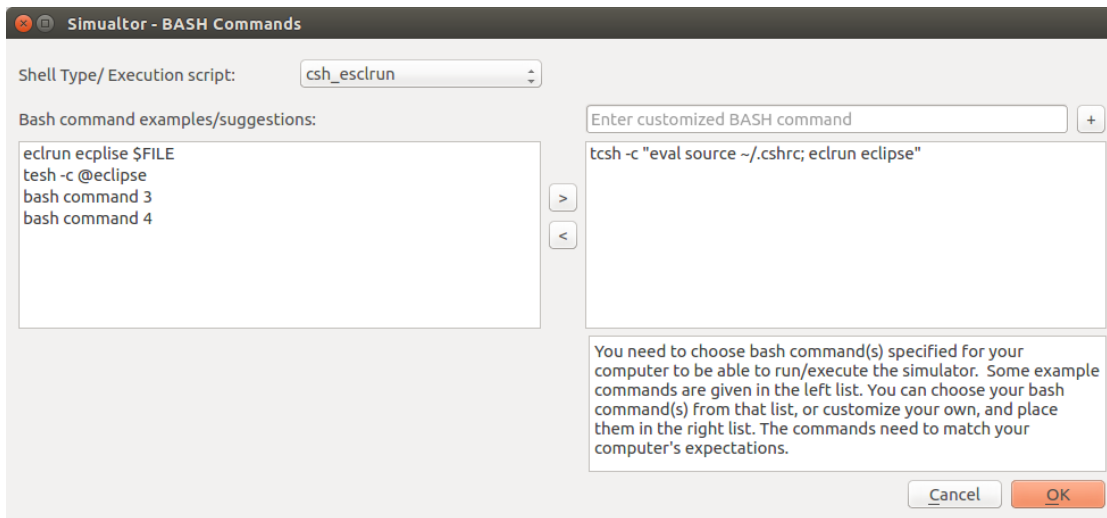 Simualtor - BASH Commands
Shell Type/ Execution script:
csh_esclrun
Bash command examples/suggestions:
Enter customized BASH command
+
eclrun ecplise $FILE
tesh -c @eclipse
bash command 3
bash command 4
>
<
tcsh -c "eval source ~/.cshrc; eclrun eclipse"
You need to choose bash command(s) specified for your
computer to be able to run/execute the simulator.  Some example
commands are given in the left list. You can choose your bash
command(s) from that list, or customize your own, and place
them in the right list. The commands need to match your
computer's expectations.
Cancel
OK